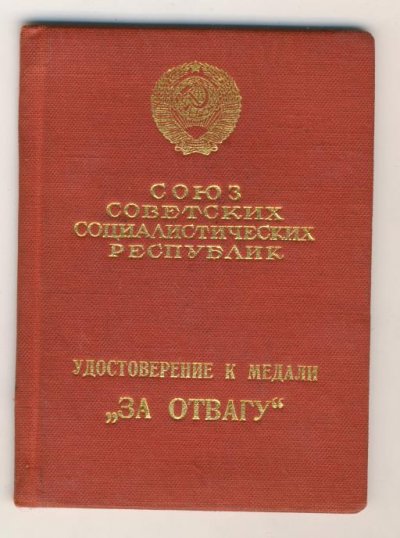 СОЮЗ
СОВЕТСКИХ
СОЦИАЛИСТИЧЕСКИХ
РЕСПУБЛИК
УДОСТОВЕРЕНИЕ К МЕДАЛИ
„ЗА ОТВАГУ“